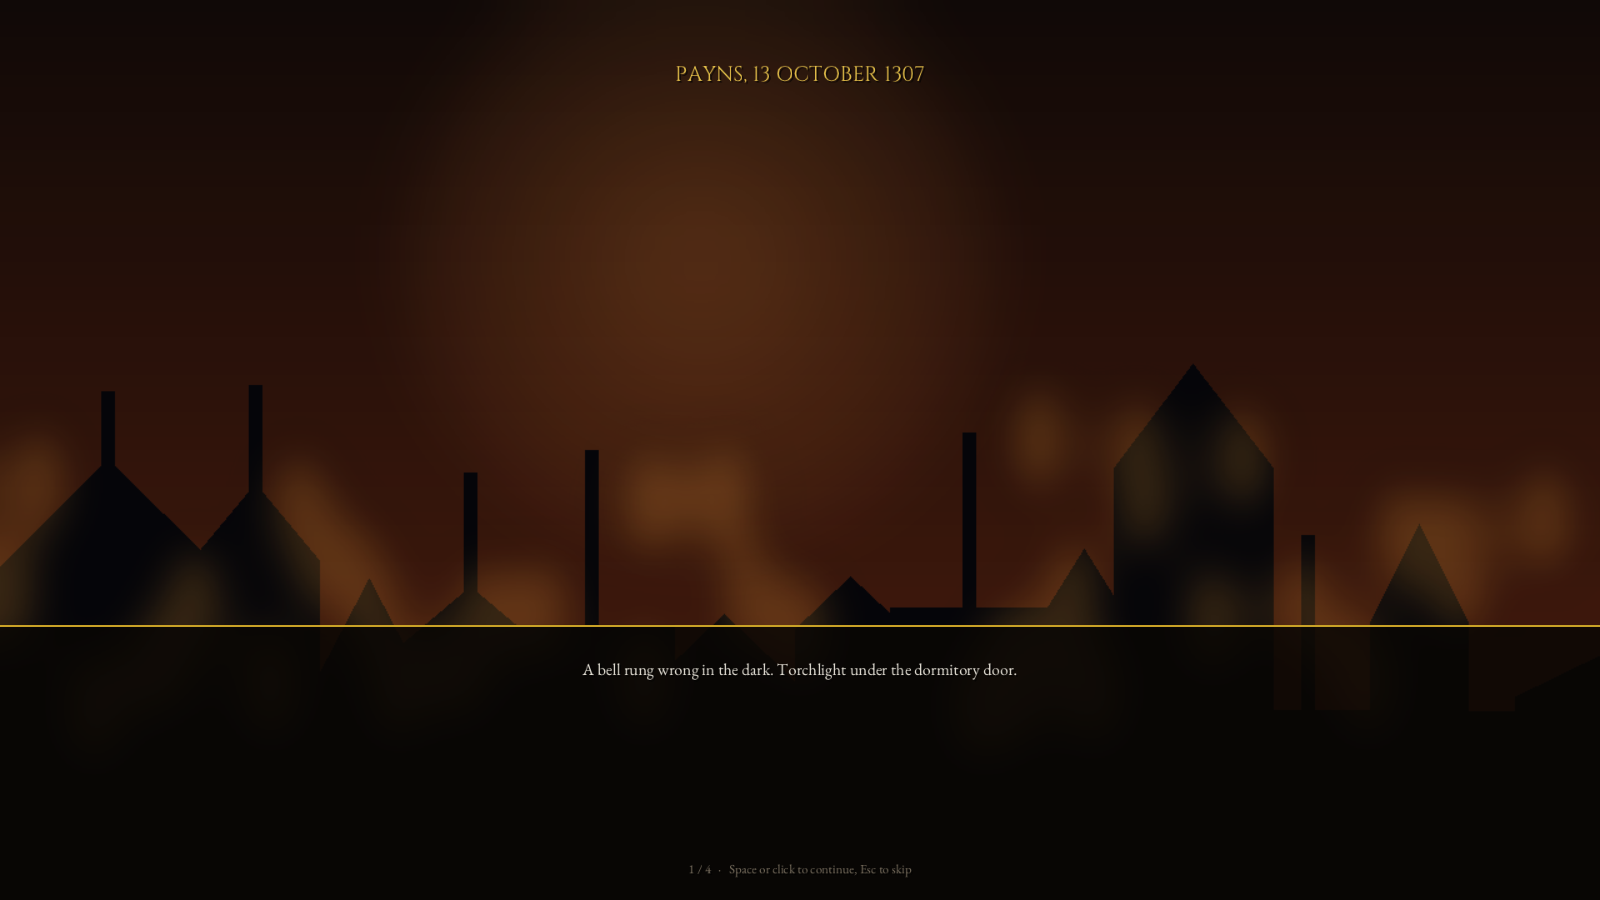 PAYNS, 13 OCTOBER 1307
A bell rung wrong in the dark. Torchlight under the dormitory door.
1 / 4 · Space or click to continue, Esc to skip